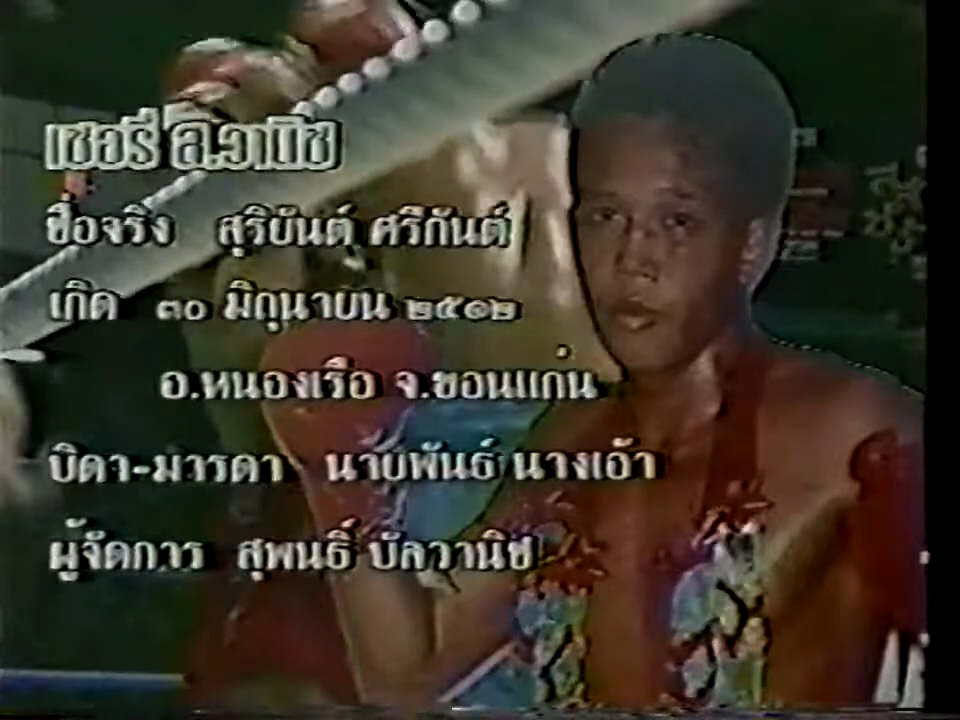 เชอรี่ ส.วานิช
ชื่อจริง สุริยันต์ ศรีกันต์
เกิด ๓๐ มิถุนายน ๒๕๑๒
อ.หนองเรือ จ.ขอนแก่น
บิดา-มารดา นายพันธ์ นางเอ้า
ผู้จัดการ สุพนธิ์ บัลวานิช